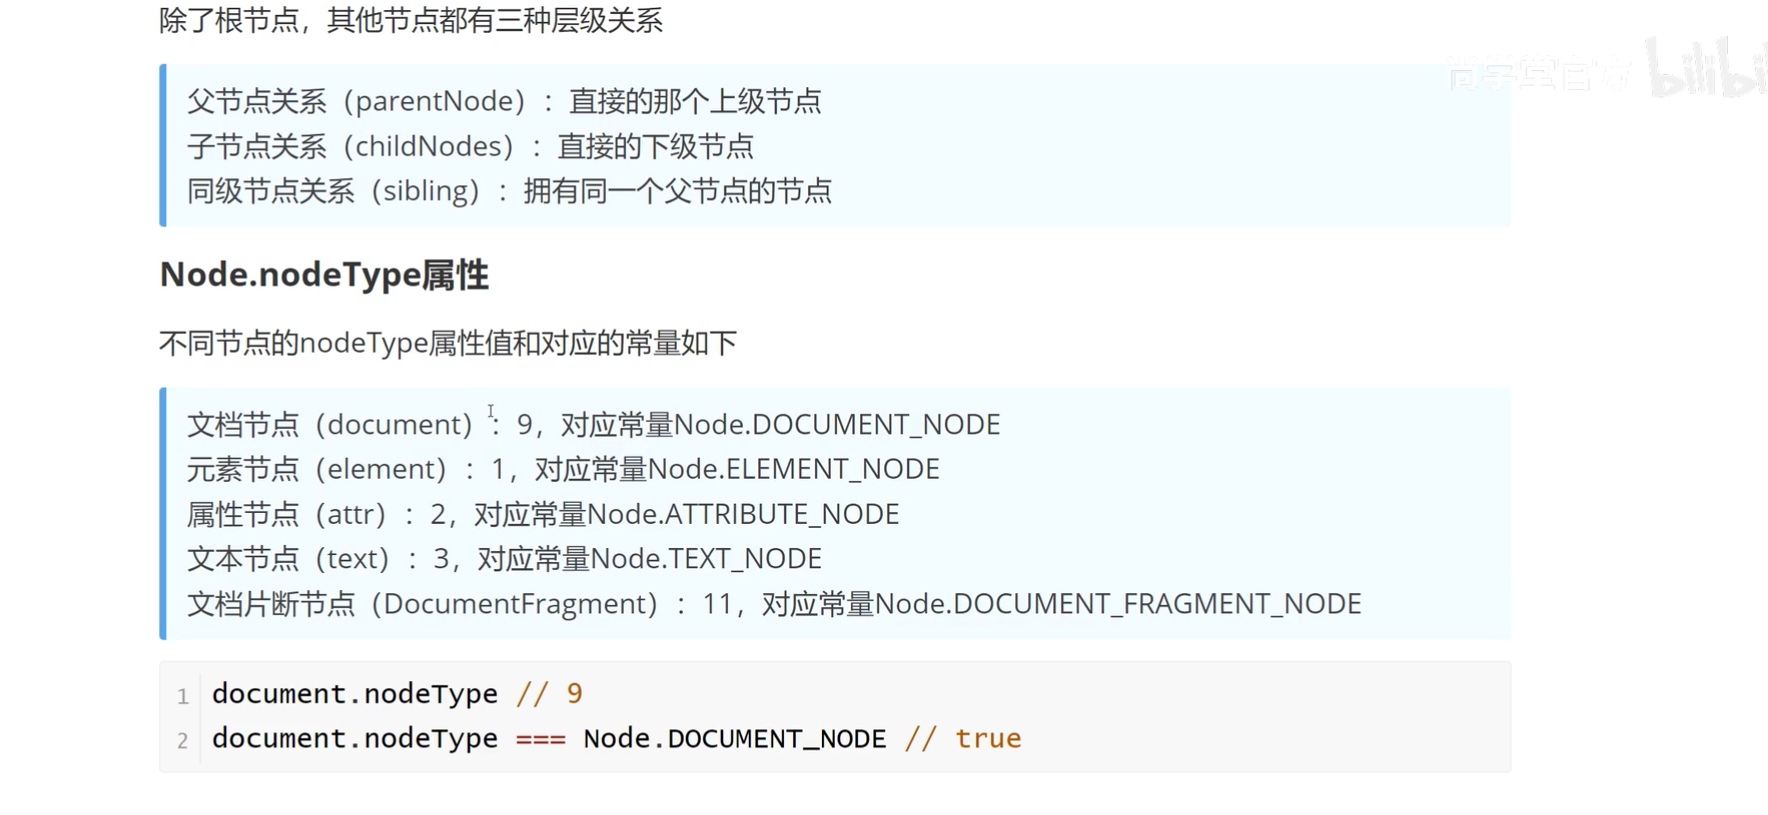 除了根节点，其他节点都有三种层级关系
尚学堂官方 bilibili
父节点关系（parentNode）：直接的那个上级节点
子节点关系（childNodes）：直接的下级节点
同级节点关系（sibling）：拥有同一个父节点的节点
Node.nodeType属性
不同节点的nodeType属性值和对应的常量如下
文档节点（document）：9，对应常量Node.DOCUMENT_NODE
元素节点（element）：1，对应常量Node.ELEMENT_NODE
属性节点（attr）：2，对应常量Node.ATTRIBUTE_NODE
文本节点（text）：3，对应常量Node.TEXT_NODE
文档片断节点（DocumentFragment）：11，对应常量Node.DOCUMENT_FRAGMENT_NODE
1 document.nodeType // 9
2 document.nodeType === Node.DOCUMENT_NODE // true